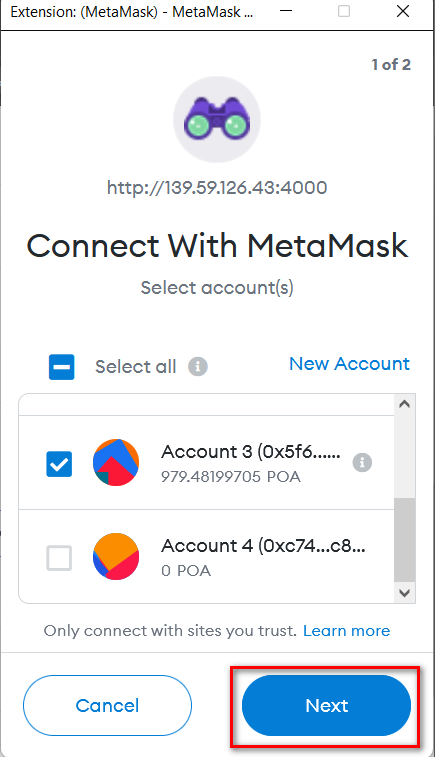 Extension: (MetaMask) - MetaMask ...
1 of 2
http://139.59.126.43:4000
Connect With MetaMask
Select account(s)
Select all
New Account
Account 3 (0x5f6......
979.48199705 POA
Account 4 (0xc74...c8...
0 POA
Only connect with sites you trust. Learn more
Cancel
Next